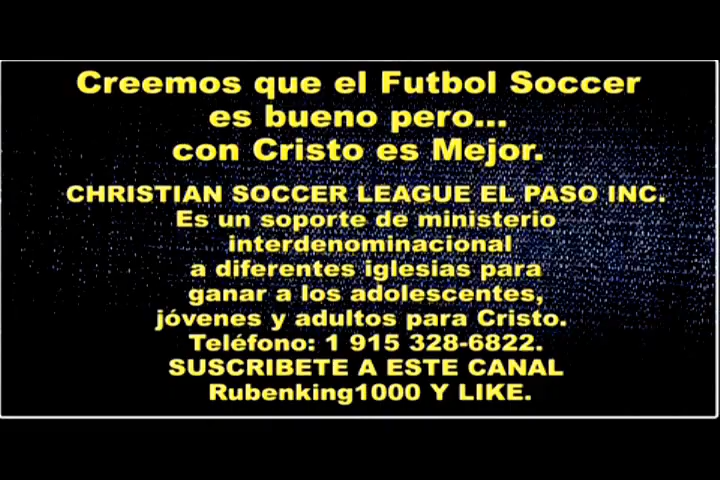 Creemos que el Futbol Soccer
es bueno pero...
con Cristo es Mejor.
CHRISTIAN SOCCER LEAGUE EL PASO INC.
Es un soporte de ministerio
interdenominacional
a diferentes iglesias para
ganar a los adolescentes,
jóvenes y adultos para Cristo.
Teléfono: 1 915 328-6822.
SUSCRIBETE A ESTE CANAL
Rubenking1000 Y LIKE.